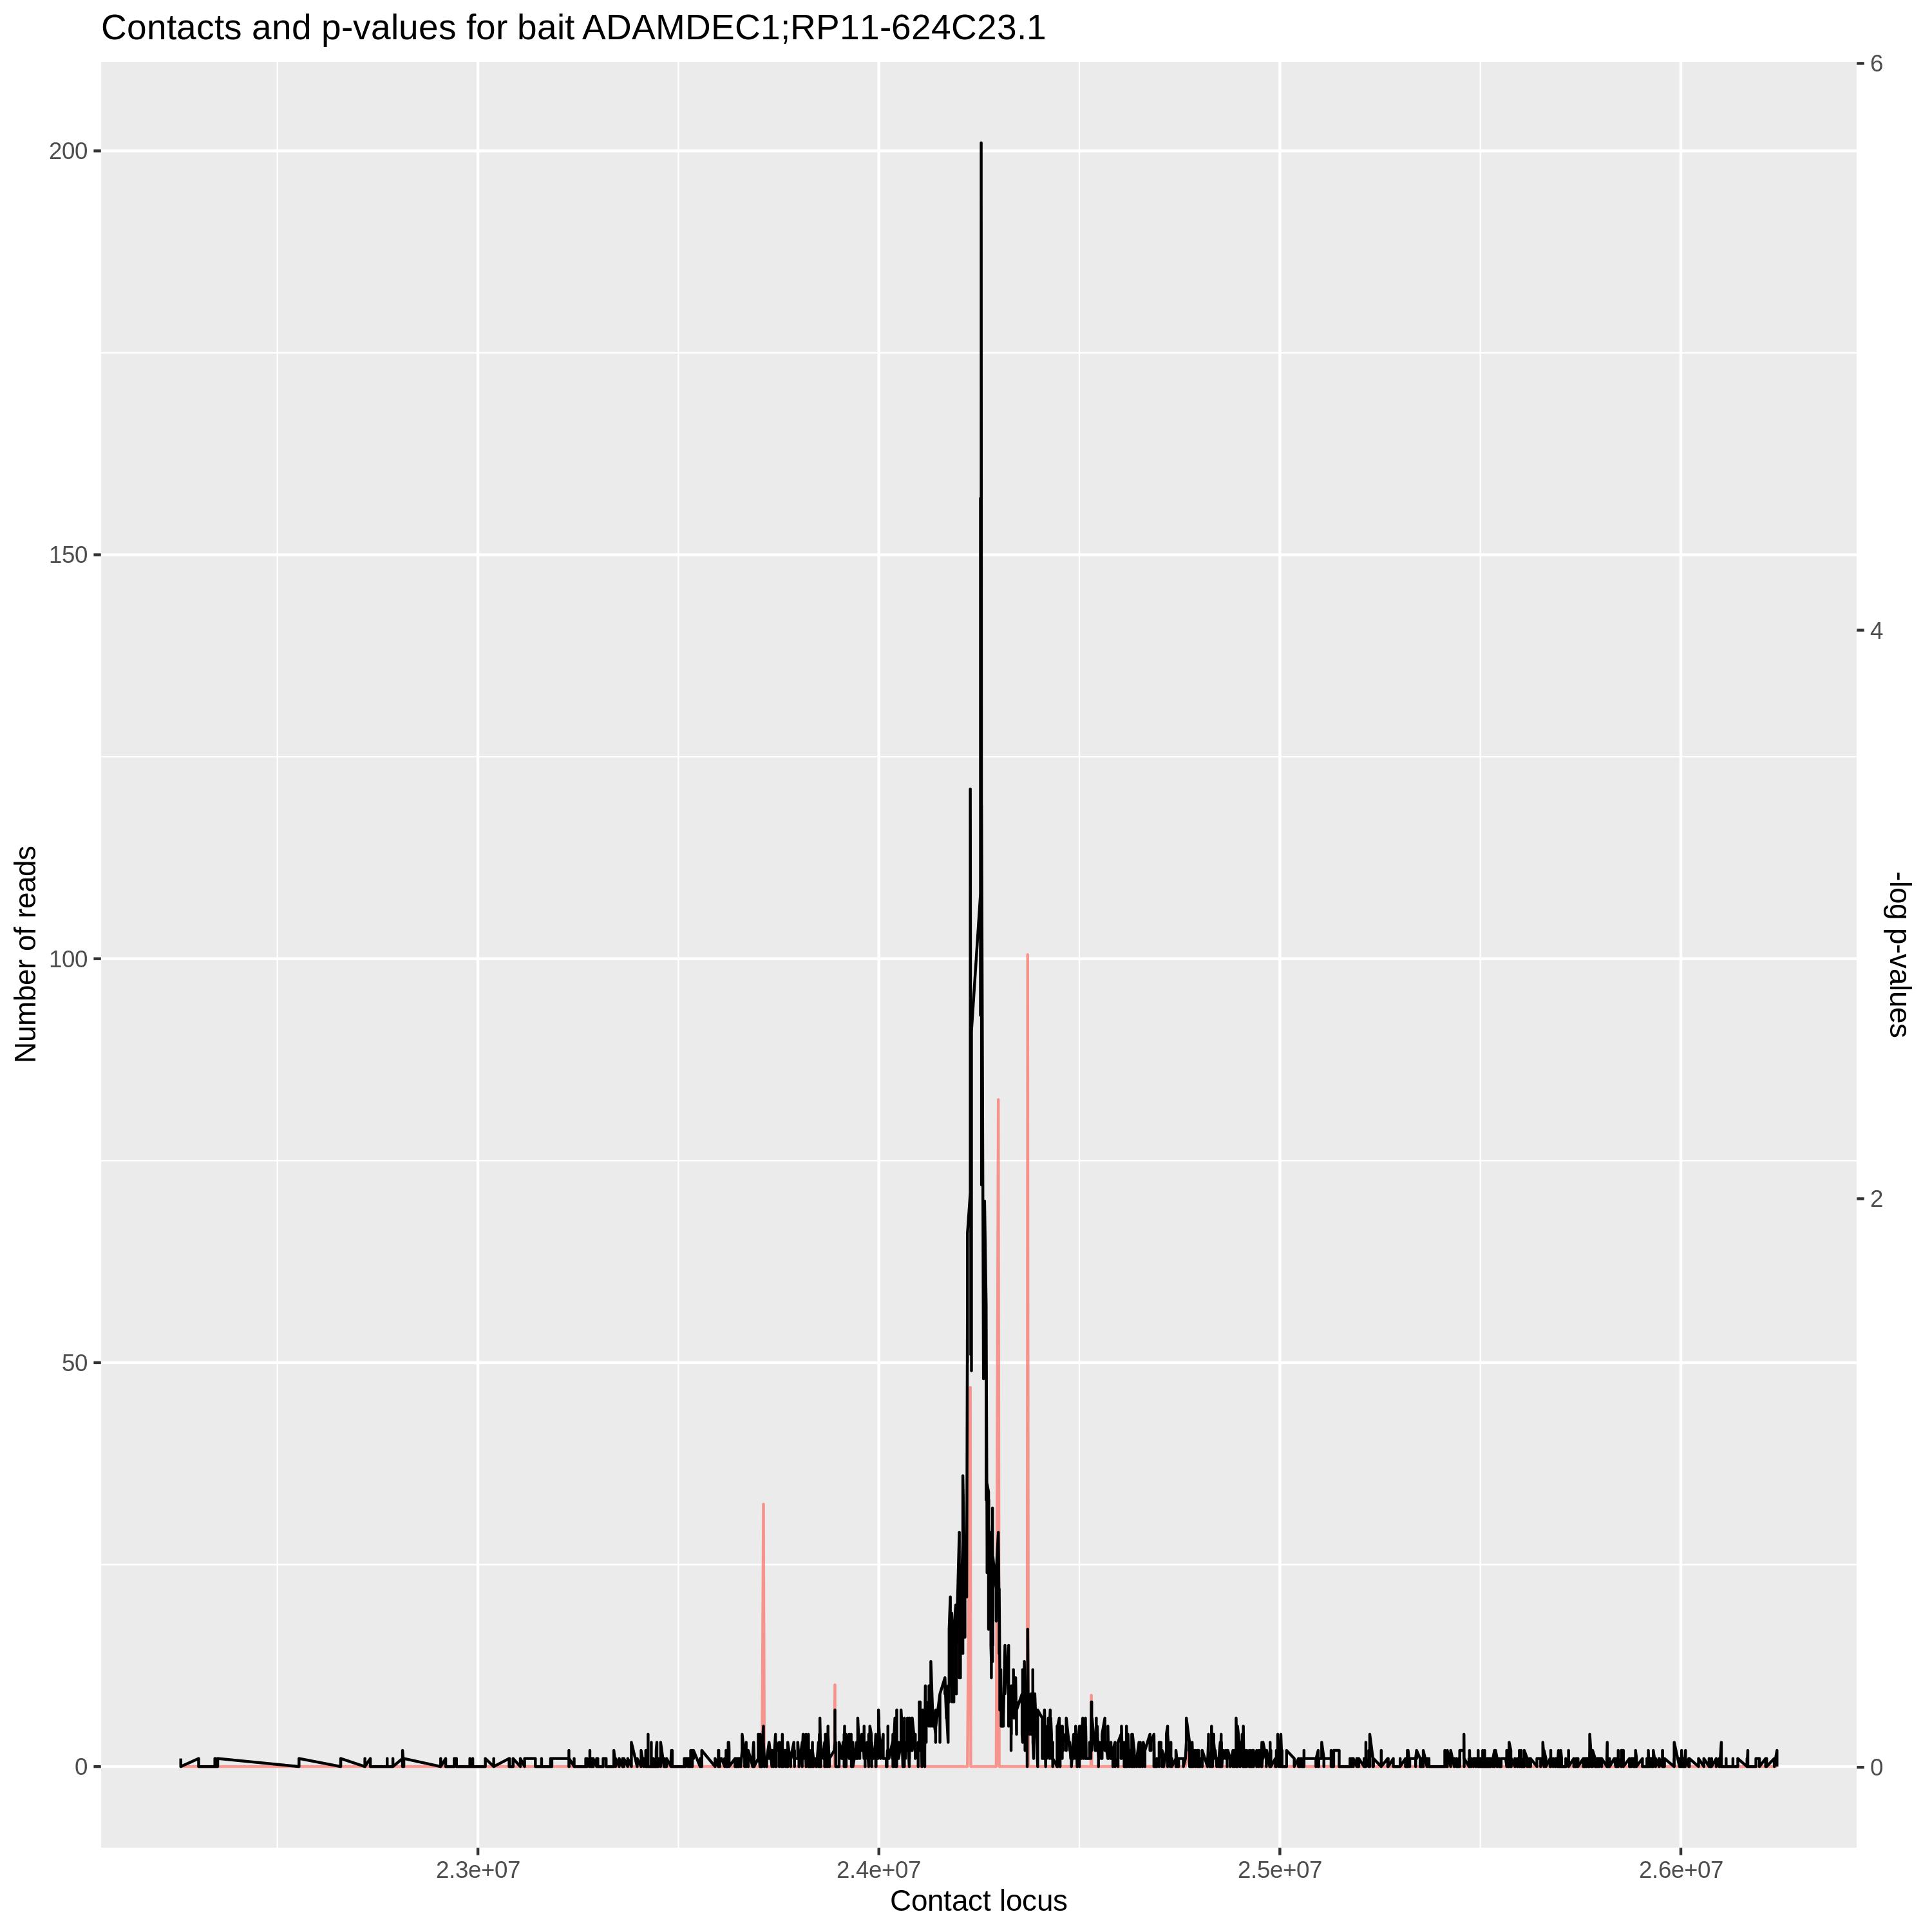 Contacts and p-values for bait ADAMDEC1;RP11-624C23.1
6
200
150
4
Number of reads
-log p-values
100
2
50
0
0
2.3e+07
2.4e+07
2.5e+07
2.6e+07
Contact locus